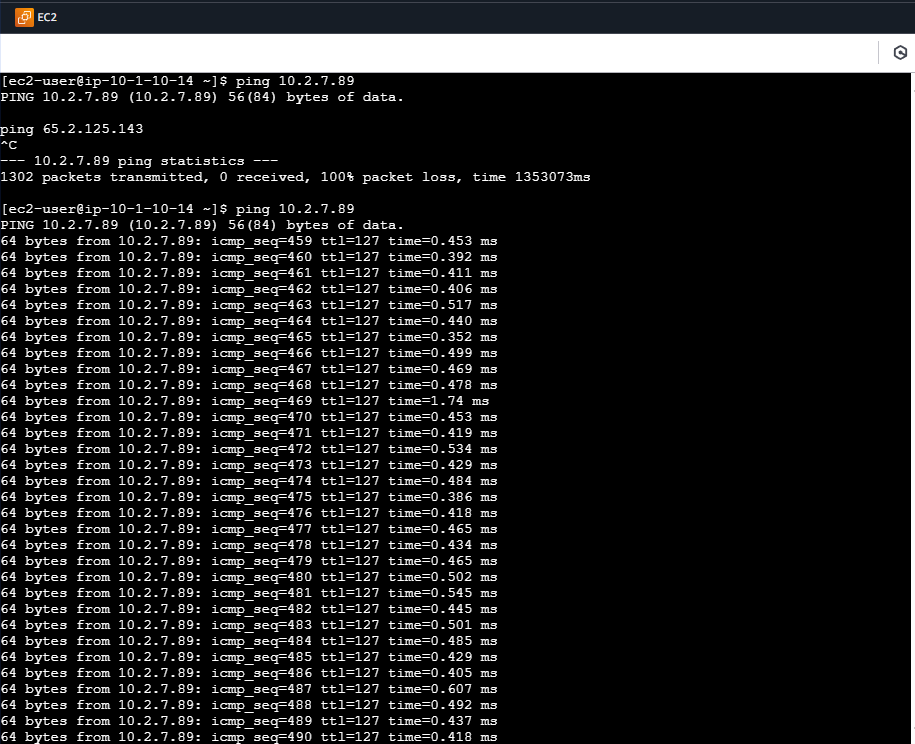 EC2
[ec2-user@ip-10-1-10-14 ~]$ ping 10.2.7.89
PING 10.2.7.89 (10.2.7.89) 56(84) bytes of data.
ping 65.2.125.143
^C
--- 10.2.7.89 ping statistics ---
1302 packets transmitted, 0 received, 100% packet loss, time 1353073ms
[ec2-user@ip-10-1-10-14 ~]$ ping 10.2.7.89
PING 10.2.7.89 (10.2.7.89) 56(84) bytes of data.
64 bytes from 10.2.7.89: icmp_seq=459 ttl=127 time=0.453 ms
64 bytes from 10.2.7.89: icmp_seq=460 ttl=127 time=0.392 ms
64 bytes from 10.2.7.89: icmp_seq=461 ttl=127 time=0.411 ms
64 bytes from 10.2.7.89: icmp_seq=462 ttl=127 time=0.406 ms
64 bytes from 10.2.7.89: icmp_seq=463 ttl=127 time=0.517 ms
64 bytes from 10.2.7.89: icmp_seq=464 ttl=127 time=0.440 ms
64 bytes from 10.2.7.89: icmp_seq=465 ttl=127 time=0.352 ms
64 bytes from 10.2.7.89: icmp_seq=466 ttl=127 time=0.499 ms
64 bytes from 10.2.7.89: icmp_seq=467 ttl=127 time=0.469 ms
64 bytes from 10.2.7.89: icmp_seq=468 ttl=127 time=0.478 ms
64 bytes from 10.2.7.89: icmp_seq=469 ttl=127 time=1.74 ms
64 bytes from 10.2.7.89: icmp_seq=470 ttl=127 time=0.453 ms
64 bytes from 10.2.7.89: icmp_seq=471 ttl=127 time=0.419 ms
64 bytes from 10.2.7.89: icmp_seq=472 ttl=127 time=0.534 ms
64 bytes from 10.2.7.89: icmp_seq=473 ttl=127 time=0.429 ms
64 bytes from 10.2.7.89: icmp_seq=474 ttl=127 time=0.484 ms
64 bytes from 10.2.7.89: icmp_seq=475 ttl=127 time=0.386 ms
64 bytes from 10.2.7.89: icmp_seq=476 ttl=127 time=0.418 ms
64 bytes from 10.2.7.89: icmp_seq=477 ttl=127 time=0.465 ms
64 bytes from 10.2.7.89: icmp_seq=478 ttl=127 time=0.434 ms
64 bytes from 10.2.7.89: icmp_seq=479 ttl=127 time=0.465 ms
64 bytes from 10.2.7.89: icmp_seq=480 ttl=127 time=0.502 ms
64 bytes from 10.2.7.89: icmp_seq=481 ttl=127 time=0.545 ms
64 bytes from 10.2.7.89: icmp_seq=482 ttl=127 time=0.445 ms
64 bytes from 10.2.7.89: icmp_seq=483 ttl=127 time=0.501 ms
64 bytes from 10.2.7.89: icmp_seq=484 ttl=127 time=0.485 ms
64 bytes from 10.2.7.89: icmp_seq=485 ttl=127 time=0.429 ms
64 bytes from 10.2.7.89: icmp_seq=486 ttl=127 time=0.405 ms
64 bytes from 10.2.7.89: icmp_seq=487 ttl=127 time=0.607 ms
64 bytes from 10.2.7.89: icmp_seq=488 ttl=127 time=0.492 ms
64 bytes from 10.2.7.89: icmp_seq=489 ttl=127 time=0.437 ms
64 bytes from 10.2.7.89: icmp_seq=490 ttl=127 time=0.418 ms